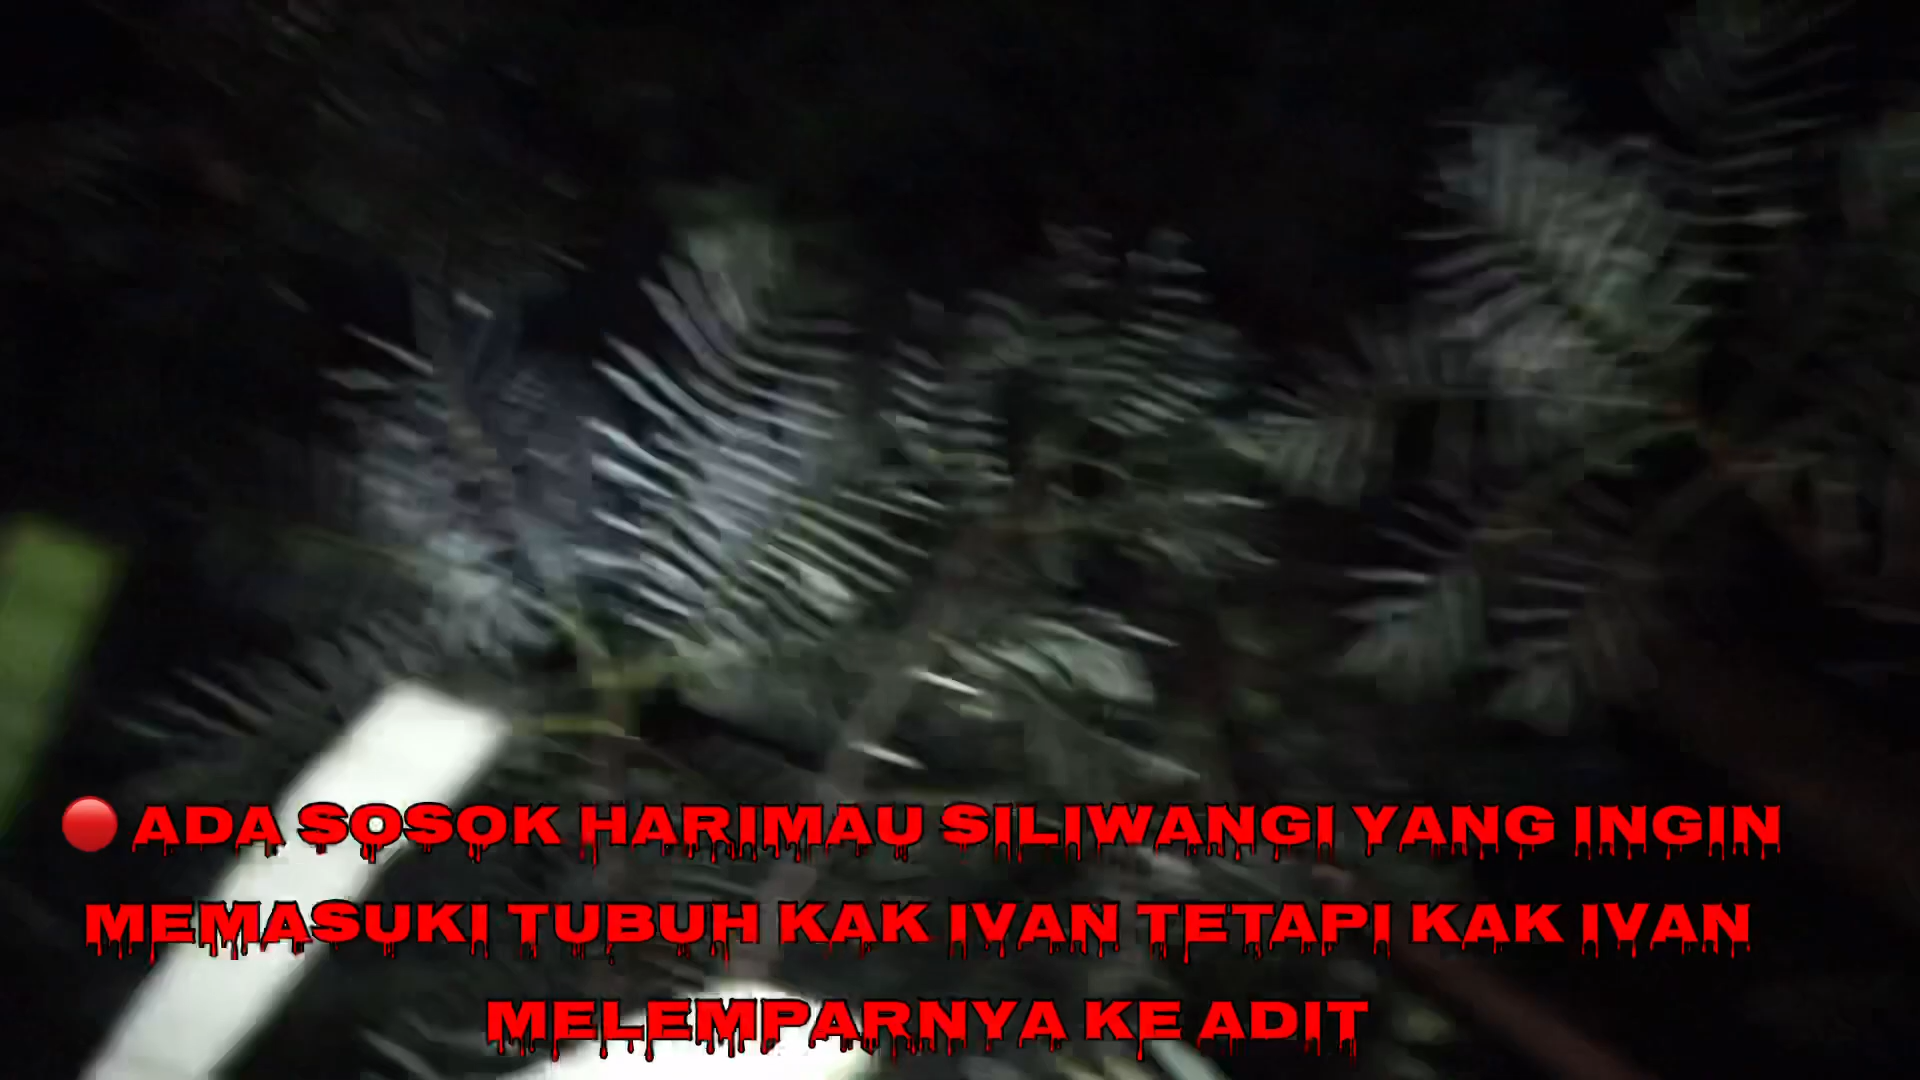 🔴 ADA SOSOK HARIMAU SILIWANGI YANG INGIN
MEMASUKI TUBUH KAK IVAN TETAPI KAK IVAN
MELEMPARNYA KE ADIT